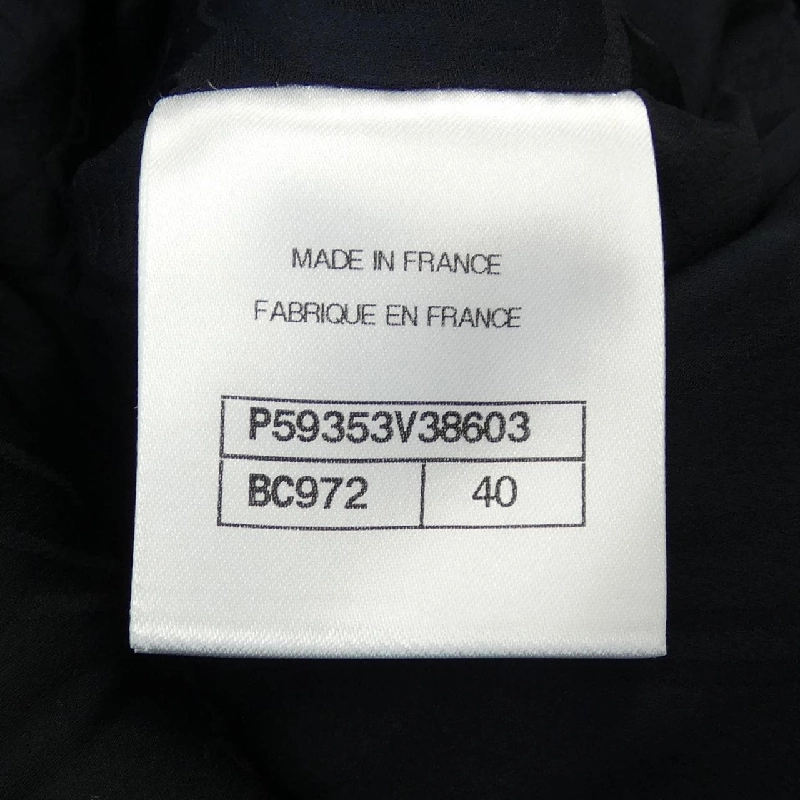 MADE IN FRANCE
FABRIQUE EN FRANCE
P59353V38603
BC972 40